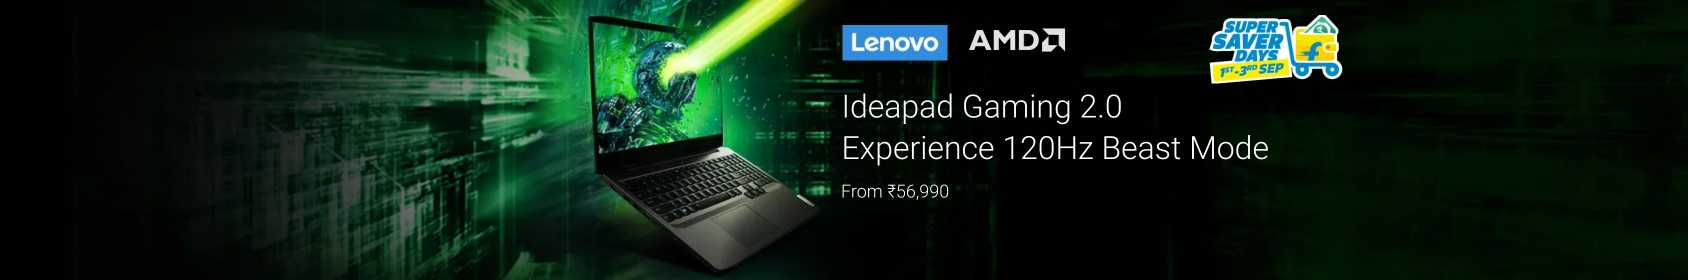 Lenovo
AMD
SUPER
SAVER
DAYS
1ST-3RD SEP
Ideapad Gaming 2.0
Experience 120Hz Beast Mode
From ₹56,990